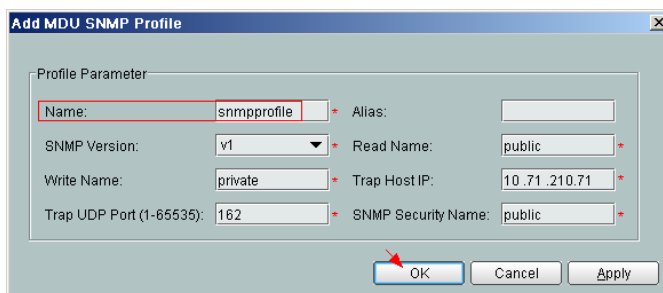 Add MDU SNMP Profile
Profile Parameter
Name: snmpprofile * Alias:
SNMP Version: v1 * Read Name: public *
Write Name: private * Trap Host IP: 10 .71 .210.71 *
Trap UDP Port (1-65535): 162 * SNMP Security Name: public *
OK Cancel Apply